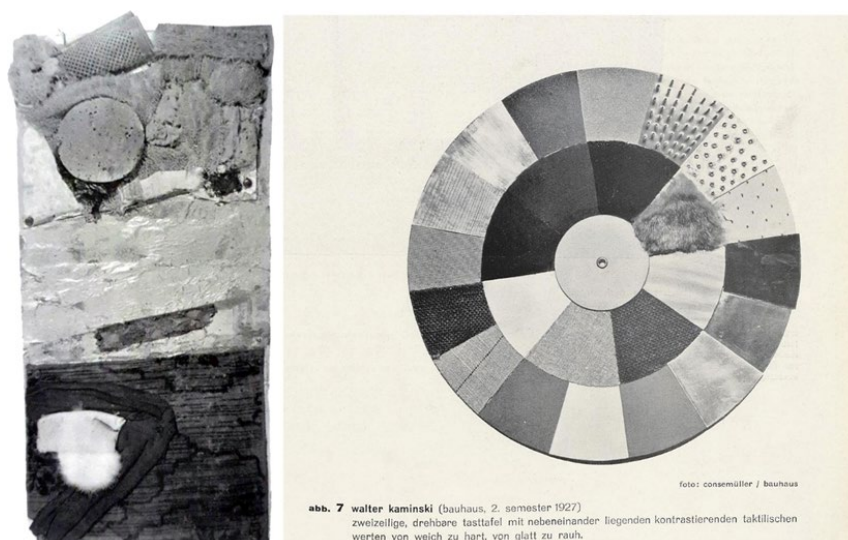 foto: consemüller / bauhaus
abb. 7 walter kaminski (bauhaus, 2. semester 1927)
zweizeilige, drehbare tasttafel mit nebeneinander liegenden kontrastierenden taktilischen
werten von weich zu hart, von glatt zu rauh.